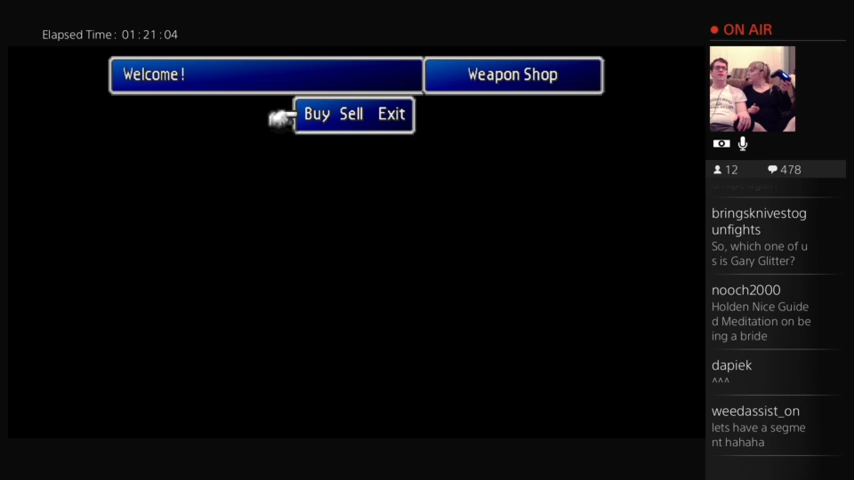 Elapsed Time: 01:21:04
ON AIR
Welcome!
Weapon Shop
Buy Sell Exit
12
478
bringsknivestog
unfights
So, which one of u
s is Gary Glitter?
nooch2000
Holden Nice Guide
d Meditation on be
ing a bride
dapiek
^^^
weedassist_on
lets have a segme
nt hahaha